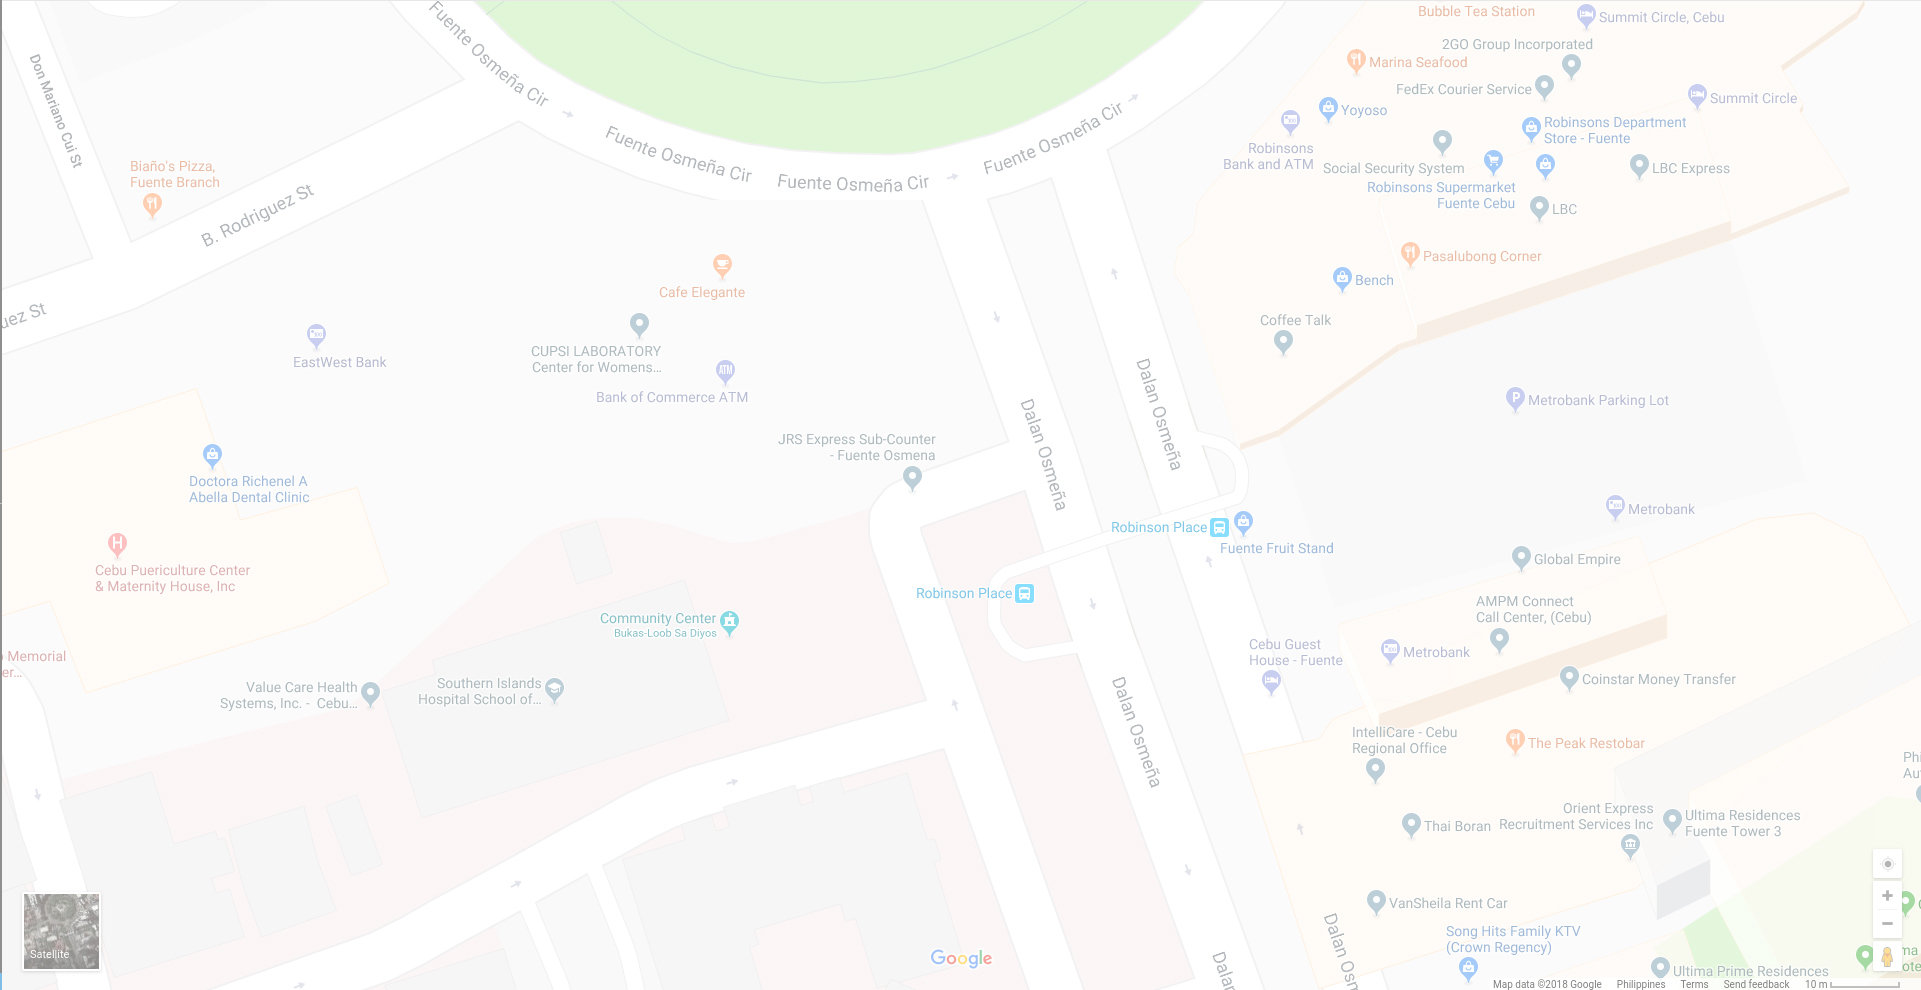 Fuente Osmeña Cir
Fuente Osmeña Cir
Fuente Osmeña Cir
Fuente Osmeña Cir
Don Mariano Cui St
Biaño's Pizza,
Fuente Branch
B. Rodriguez St
uez St
Bubble Tea Station
Summit Circle, Cebu
2GO Group Incorporated
Marina Seafood
FedEx Courier Service
Summit Circle
Yoyoso
Robinsons Department
Store - Fuente
Robinsons
Bank and ATM
Social Security System
LBC Express
Robinsons Supermarket
Fuente Cebu
LBC
Pasalubong Corner
Bench
Coffee Talk
Cafe Elegante
EastWest Bank
CUPSI LABORATORY
Center for Womens...
Bank of Commerce ATM
Dalan Osmeña
Dalan Osmeña
Metrobank Parking Lot
JRS Express Sub-Counter
- Fuente Osmena
Doctora Richenel A
Abella Dental Clinic
Metrobank
Robinson Place
Fuente Fruit Stand
Cebu Puericulture Center
& Maternity House, Inc
Global Empire
Robinson Place
AMPM Connect
Call Center, (Cebu)
Community Center
Bukas-Loob Sa Diyos
Cebu Guest
House - Fuente
Metrobank
Memorial
er...
Value Care Health
Systems, Inc. - Cebu...
Southern Islands
Hospital School of...
Coinstar Money Transfer
Dalan Osmeña
IntelliCare - Cebu
Regional Office
The Peak Restobar
Phi
Au
Orient Express
Recruitment Services Inc
Thai Boran
Ultima Residences
Fuente Tower 3
VanSheila Rent Car
Dalan Osm
Song Hits Family KTV
(Crown Regency)
Dalan
Ultima Prime Residences
ma
ote
Satellite
Google
Map data ©2018 Google Philippines Terms Send feedback 10 m